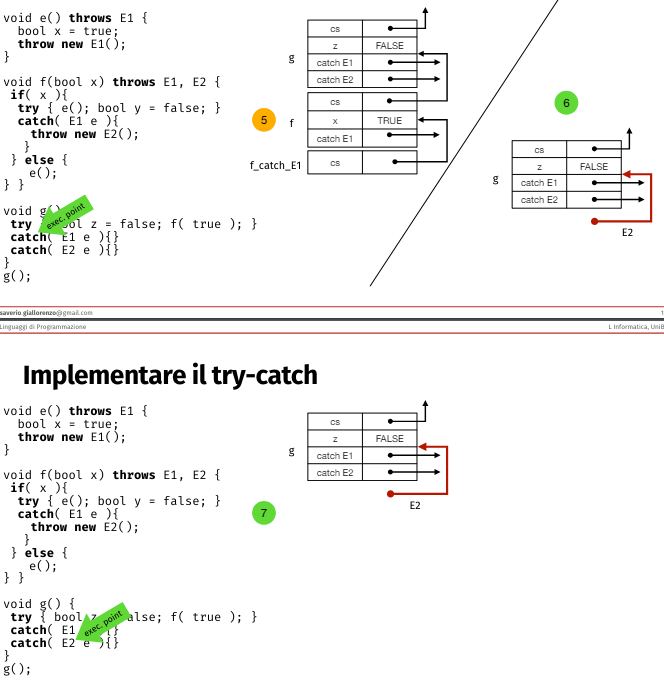 void e() throws E1 {
bool x = true;
throw new E1();
}
void f(bool x) throws E1, E2 {
if( x ){
try { e(); bool y = false; }
catch( E1 e ){
throw new E2();
}
} else {
e();
} }
void g()
try bool z = false; f( true ); }
catch( E1 e ){}
catch( E2 e ){}
}
g();
exec. point
5
g
cs
z FALSE
catch E1
catch E2
f
cs
x TRUE
catch E1
f_catch_E1
cs
6
g
cs
z FALSE
catch E1
catch E2
E2
saverio.giallorenzo@gmail.com
Linguaggi di Programmazione
L Informatica, UniB
Implementare il try-catch
void e() throws E1 {
bool x = true;
throw new E1();
}
void f(bool x) throws E1, E2 {
if( x ){
try { e(); bool y = false; }
catch( E1 e ){
throw new E2();
}
} else {
e();
} }
void g() {
try { bool z alse; f( true ); }
catch( E1 {}
catch( E2 e ){}
}
g();
exec. point
7
g
cs
z FALSE
catch E1
catch E2
E2